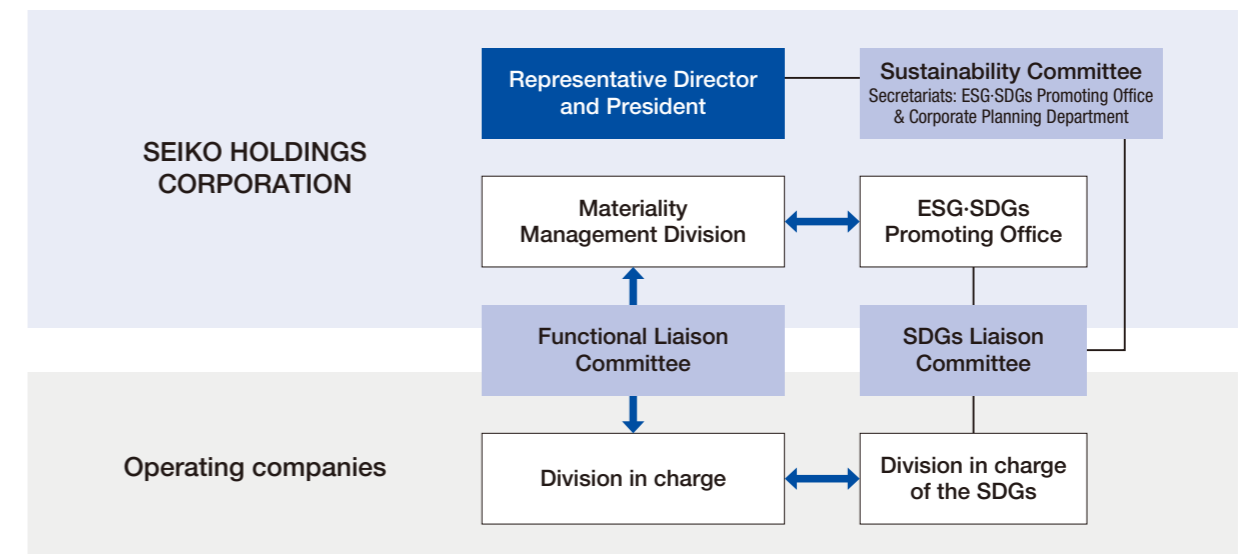 SEIKO HOLDINGS
CORPORATION
Representative Director
and President
Sustainability Committee
Secretariats: ESG·SDGs Promoting Office
& Corporate Planning Department
Materiality
Management Division
ESG·SDGs
Promoting Office
Functional Liaison
Committee
SDGs Liaison
Committee
Operating companies
Division in charge
Division in charge
of the SDGs